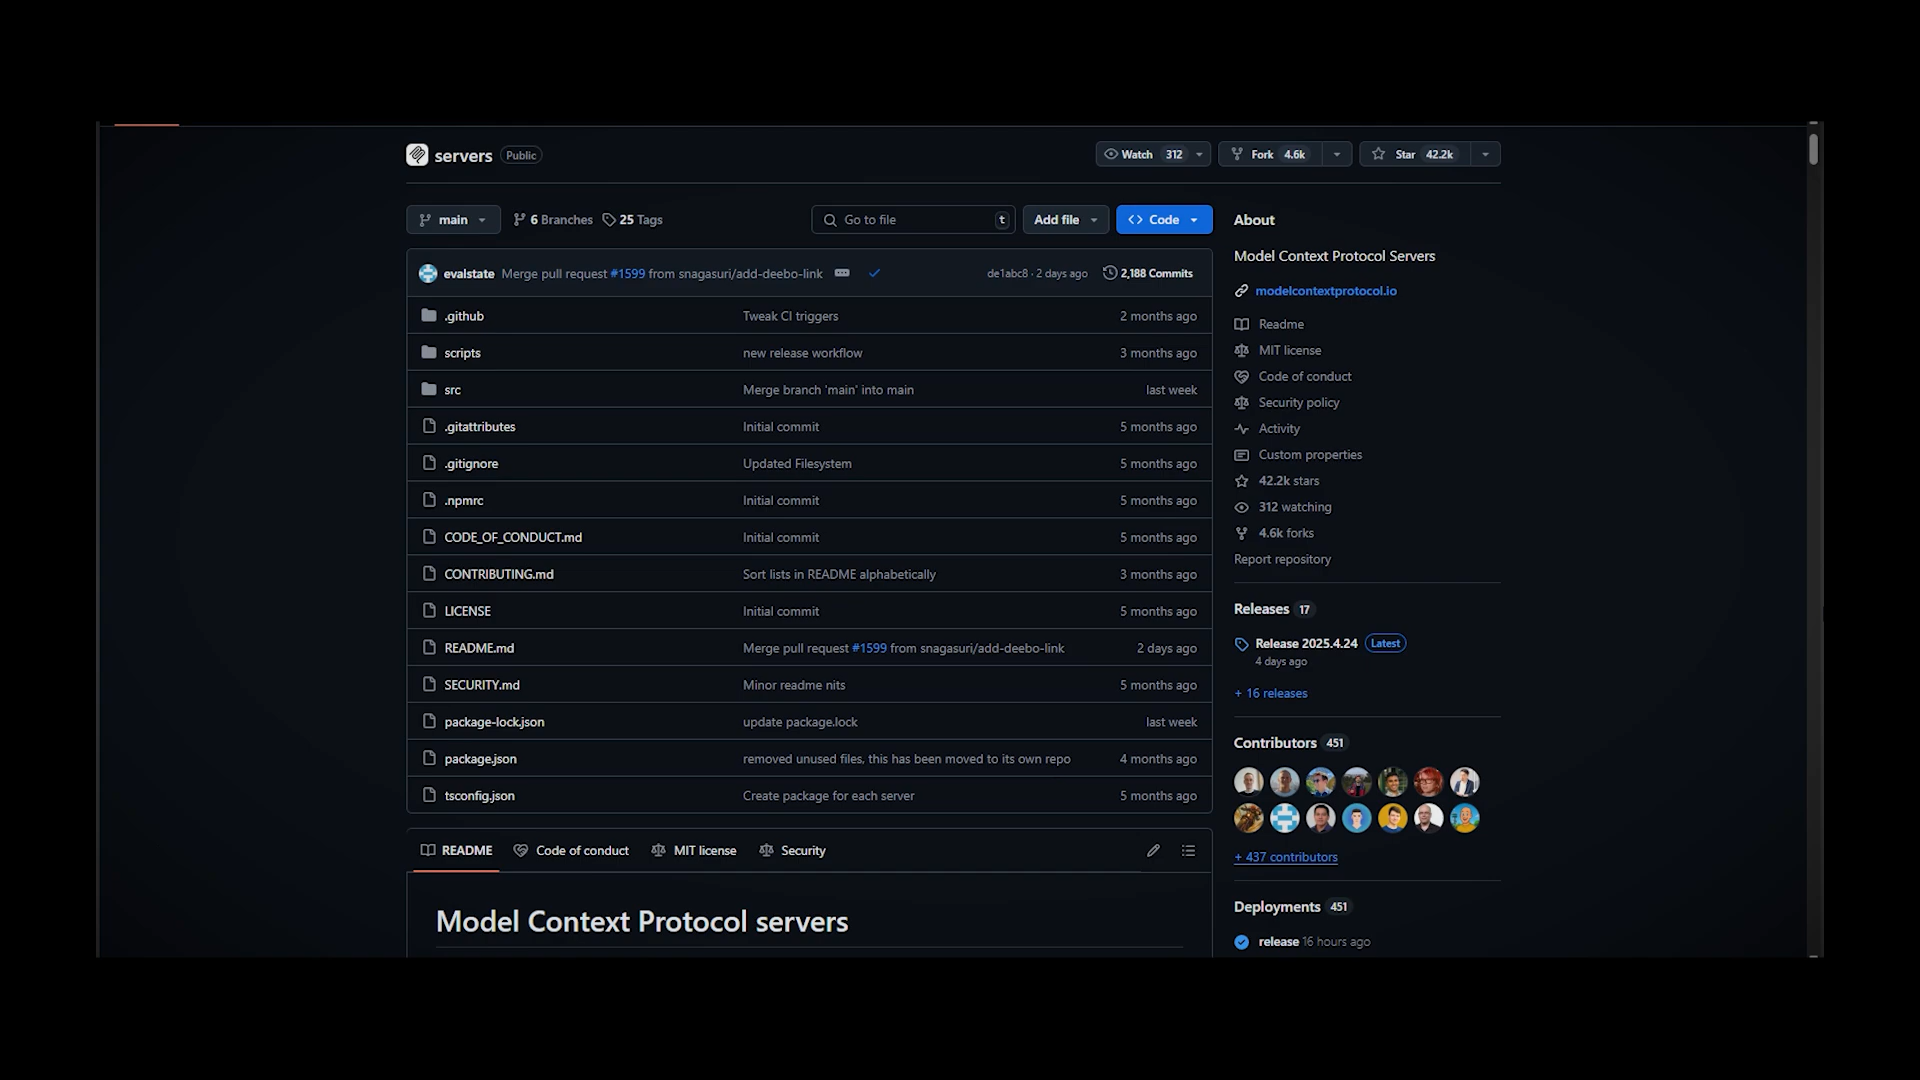 servers Public
Watch 312
Fork 4.6k
Star 42.2k
main
6 Branches
25 Tags
Go to file t
Add file
Code
evalstate Merge pull request #1599 from snagasuri/add-deebo-link
de1abc8 · 2 days ago
2,188 Commits
.github Tweak CI triggers 2 months ago
scripts new release workflow 3 months ago
src Merge branch 'main' into main last week
.gitattributes Initial commit 5 months ago
.gitignore Updated Filesystem 5 months ago
.npmrc Initial commit 5 months ago
CODE_OF_CONDUCT.md Initial commit 5 months ago
CONTRIBUTING.md Sort lists in README alphabetically 3 months ago
LICENSE Initial commit 5 months ago
README.md Merge pull request #1599 from snagasuri/add-deebo-link 2 days ago
SECURITY.md Minor readme nits 5 months ago
package-lock.json update package.lock last week
package.json removed unused files, this has been moved to its own repo 4 months ago
tsconfig.json Create package for each server 5 months ago
README
Code of conduct
MIT license
Security
Model Context Protocol servers
About
Model Context Protocol Servers
modelcontextprotocol.io
Readme
MIT license
Code of conduct
Security policy
Activity
Custom properties
42.2k stars
312 watching
4.6k forks
Report repository
Releases 17
Release 2025.4.24 Latest
4 days ago
+ 16 releases
Contributors 451
+ 437 contributors
Deployments 451
release 16 hours ago